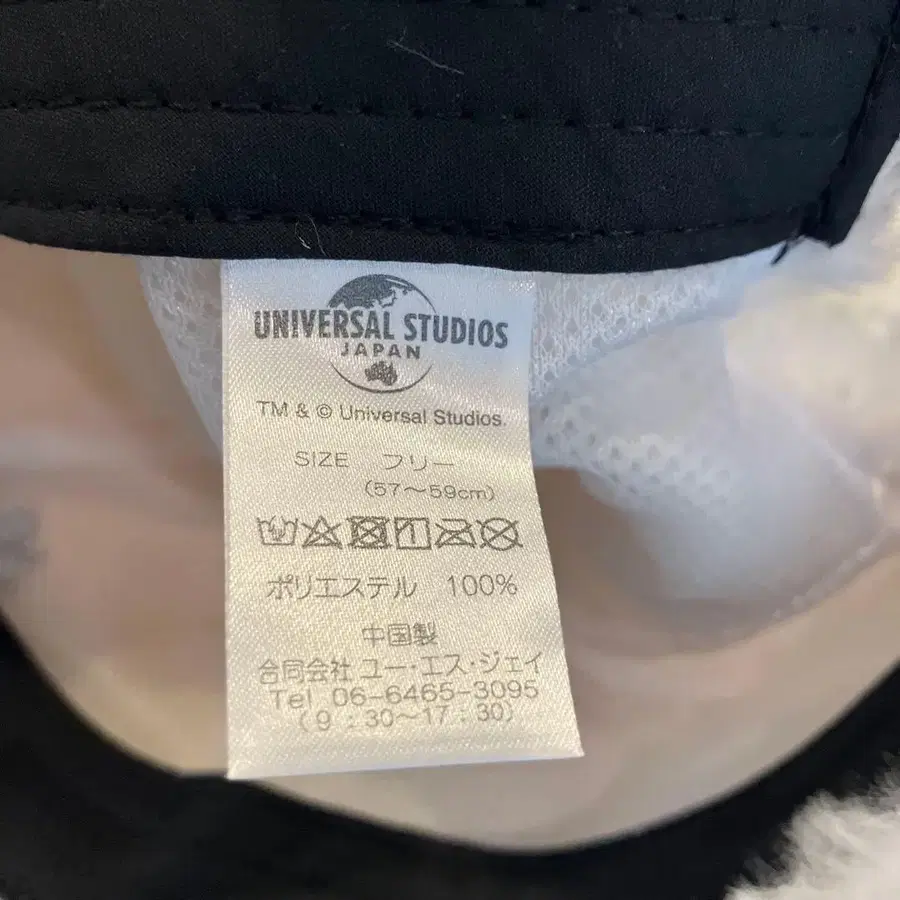 UNIVERSAL STUDIOS
JAPAN
TM & © Universal Studios.
SIZE フリー
(57〜59cm)
ポリエステル 100%
中国製
合同会社 ユー・エス・ジェイ
Tel 06-6465-3095
(9:30〜17:30)